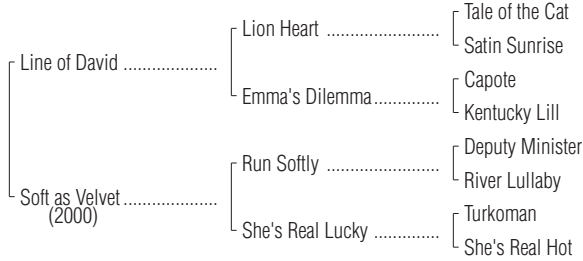 Tale of the Cat
Lion Heart ....................
Satin Sunrise
Line of David .................
Capote
Emma's Dilemma............
Kentucky Lill
Deputy Minister
Run Softly ....................
River Lullaby
Soft as Velvet.................
(2000)
Turkoman
She's Real Lucky ............
She's Real Hot